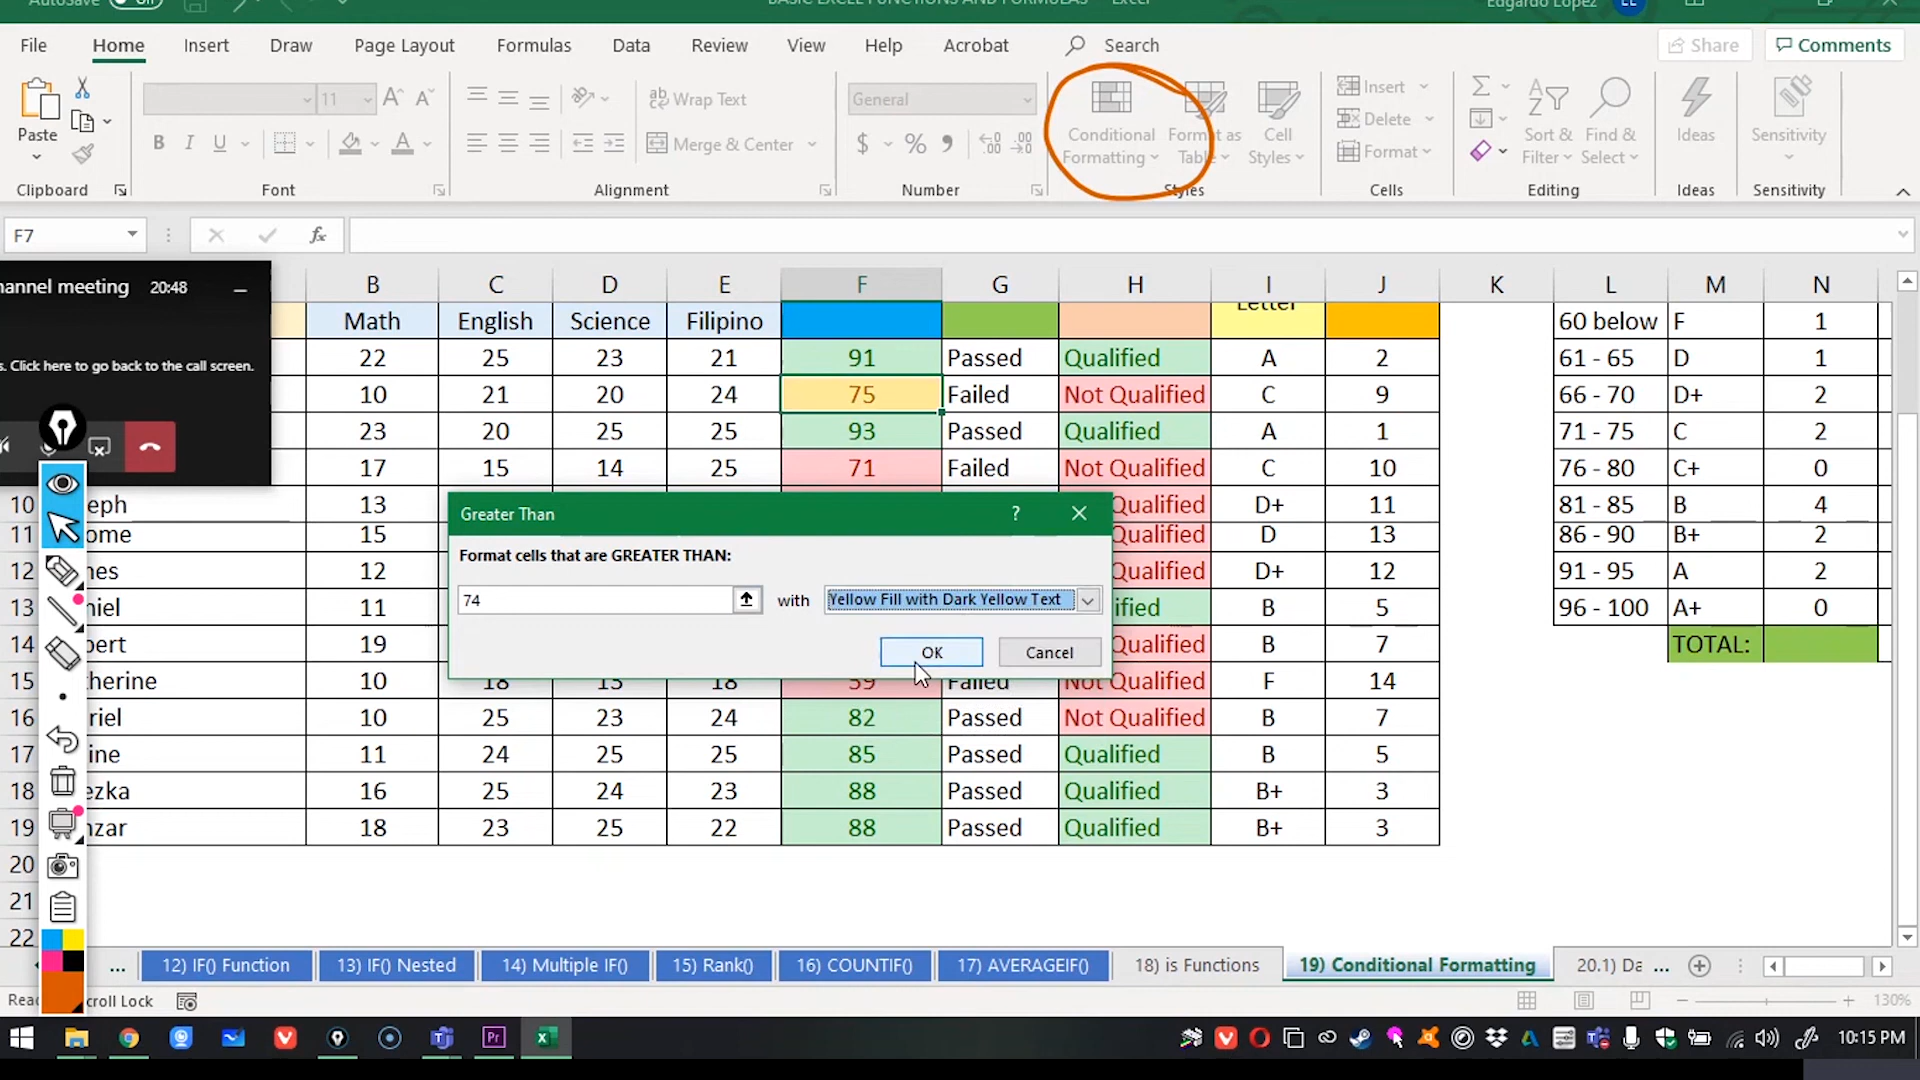 AutoSave Off BASIC EXCEL FUNCTIONS AND FORMULAS - Excel Edgardo Lopez EL
File Home Insert Draw Page Layout Formulas Data Review View Help Acrobat Search Share Comments
Paste 11 A A Wrap Text General Conditional Formatting Format as Table Cell Styles Insert Delete Format Sort & Filter Find & Select Ideas Sensitivity
B I U A Merge & Center $ % 9
Clipboard Font Alignment Number Styles Cells Editing Ideas Sensitivity
F7 fx
hannel meeting 20:48
s. Click here to go back to the call screen.
B C D E F G H I J K L M N
Math English Science Filipino Letter 60 below F 1
22 25 23 21 91 Passed Qualified A 2 61 - 65 D 1
10 21 20 24 75 Failed Not Qualified C 9 66 - 70 D+ 2
23 20 25 25 93 Passed Qualified A 1 71 - 75 C 2
17 15 14 25 71 Failed Not Qualified C 10 76 - 80 C+ 0
10 eph 13 Qualified D+ 11 81 - 85 B 4
11 ome 15 Qualified D 13 86 - 90 B+ 2
12 nes 12 Qualified D+ 12 91 - 95 A 2
13 niel 11 ified B 5 96 - 100 A+ 0
14 bert 19 Qualified B 7 TOTAL:
15 therine 10 18 13 18 59 Failed Not Qualified F 14
16 riel 10 25 23 24 82 Passed Not Qualified B 7
17 ine 11 24 25 25 85 Passed Qualified B 5
18 ezka 16 25 24 23 88 Passed Qualified B+ 3
19 nzar 18 23 25 22 88 Passed Qualified B+ 3
20
21
22
Greater Than ?
Format cells that are GREATER THAN:
74 with Yellow Fill with Dark Yellow Text
OK Cancel
... 12) IF() Function 13) IF() Nested 14) Multiple IF() 15) Rank() 16) COUNTIF() 17) AVERAGEIF() 18) is Functions 19) Conditional Formatting 20.1) Da ...
Read croll Lock 130%
10:15 PM